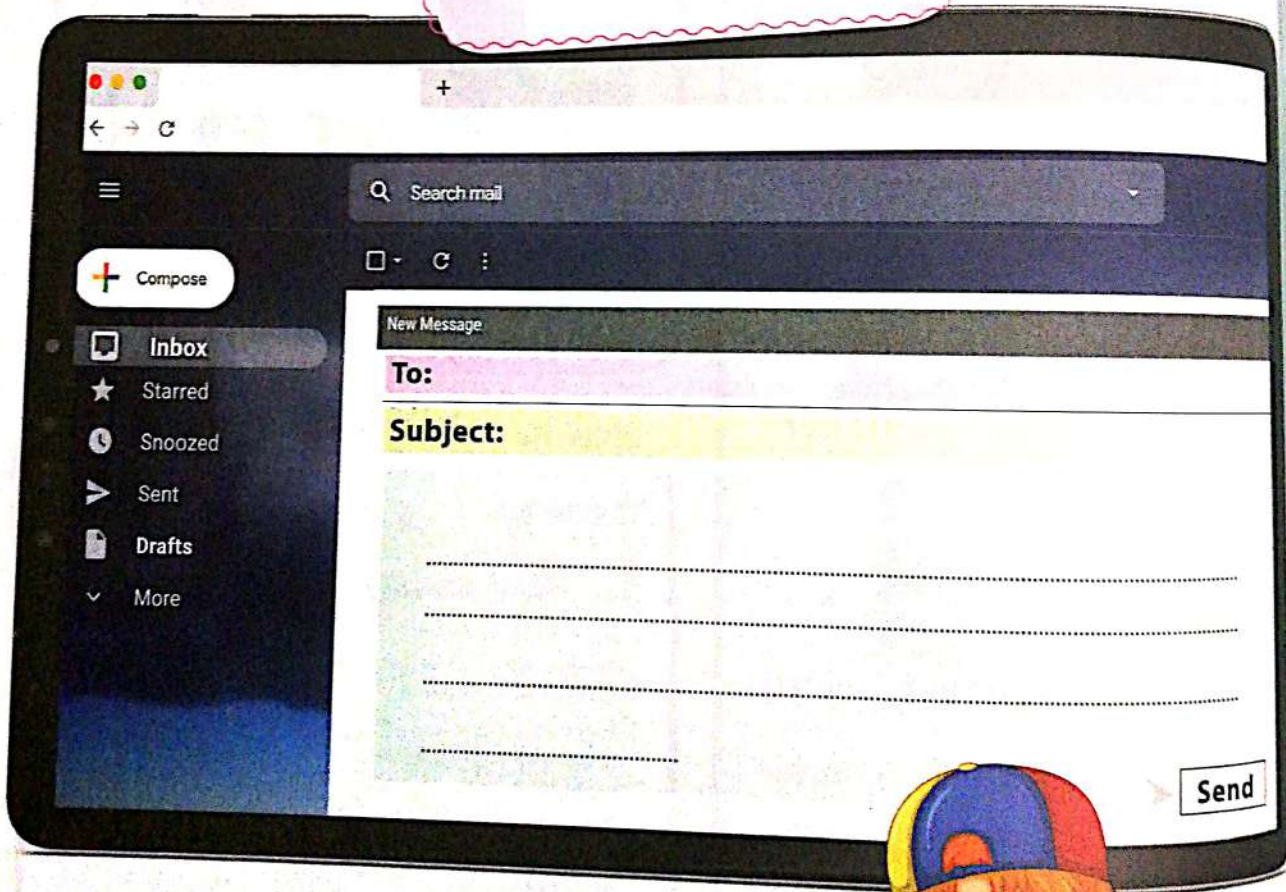 Search mail
Compose
Inbox
Starred
Snoozed
Sent
Drafts
More
New Message
To:
Subject:
Send